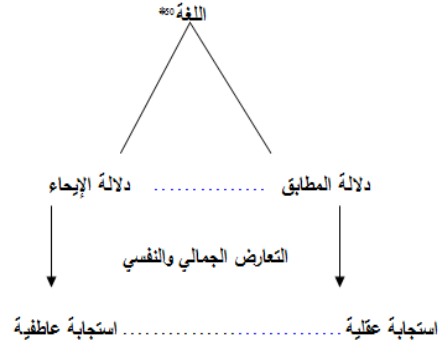 اللغة
دلالة المطابق ............... دلالة الإيحاء
التعارض الجمالي والنفسي
استجابة عقلية ............................ استجابة عاطفية